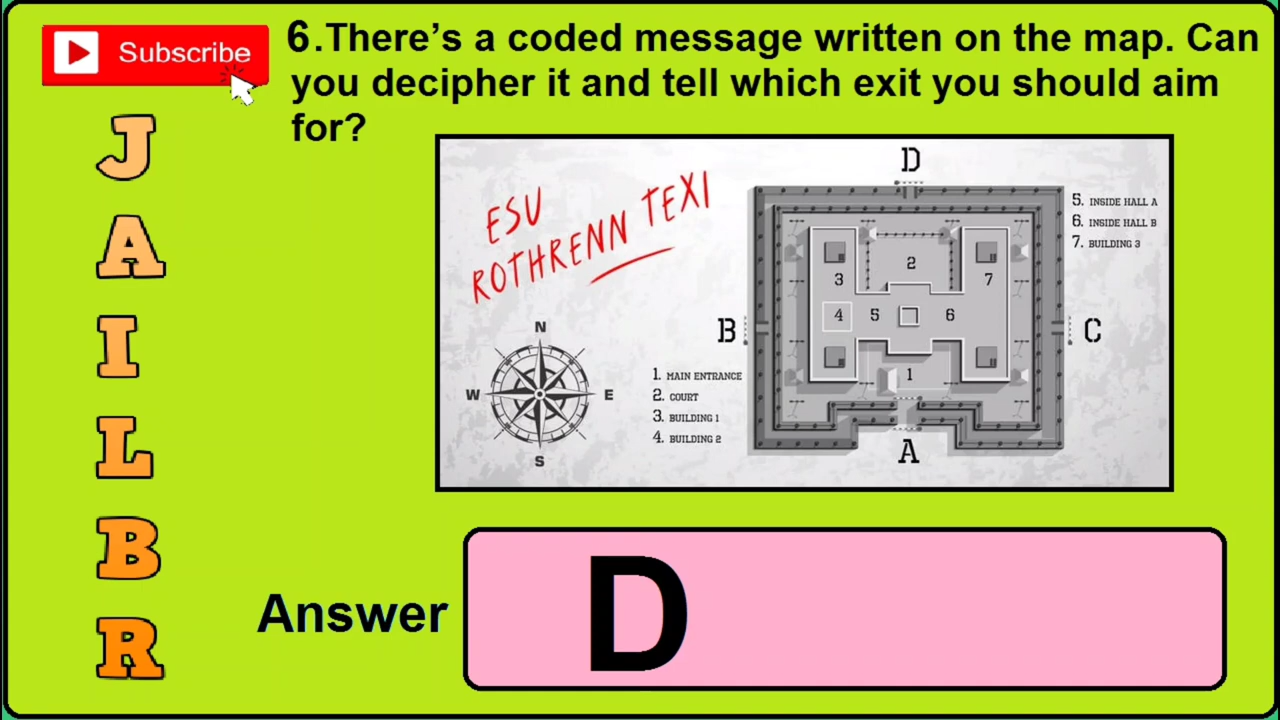 Subscribe
6.There's a coded message written on the map. Can
you decipher it and tell which exit you should aim
for?
J
A
I
L
B
R
ESU
ROTHRENN TEXI
N
W
E
S
1. MAIN ENTRANCE
2. COURT
3. BUILDING 1
4. BUILDING 2
D
B
C
A
3
2
7
4
5
6
1
5. INSIDE HALL A
6. INSIDE HALL B
7. BUILDING 3
Answer
D